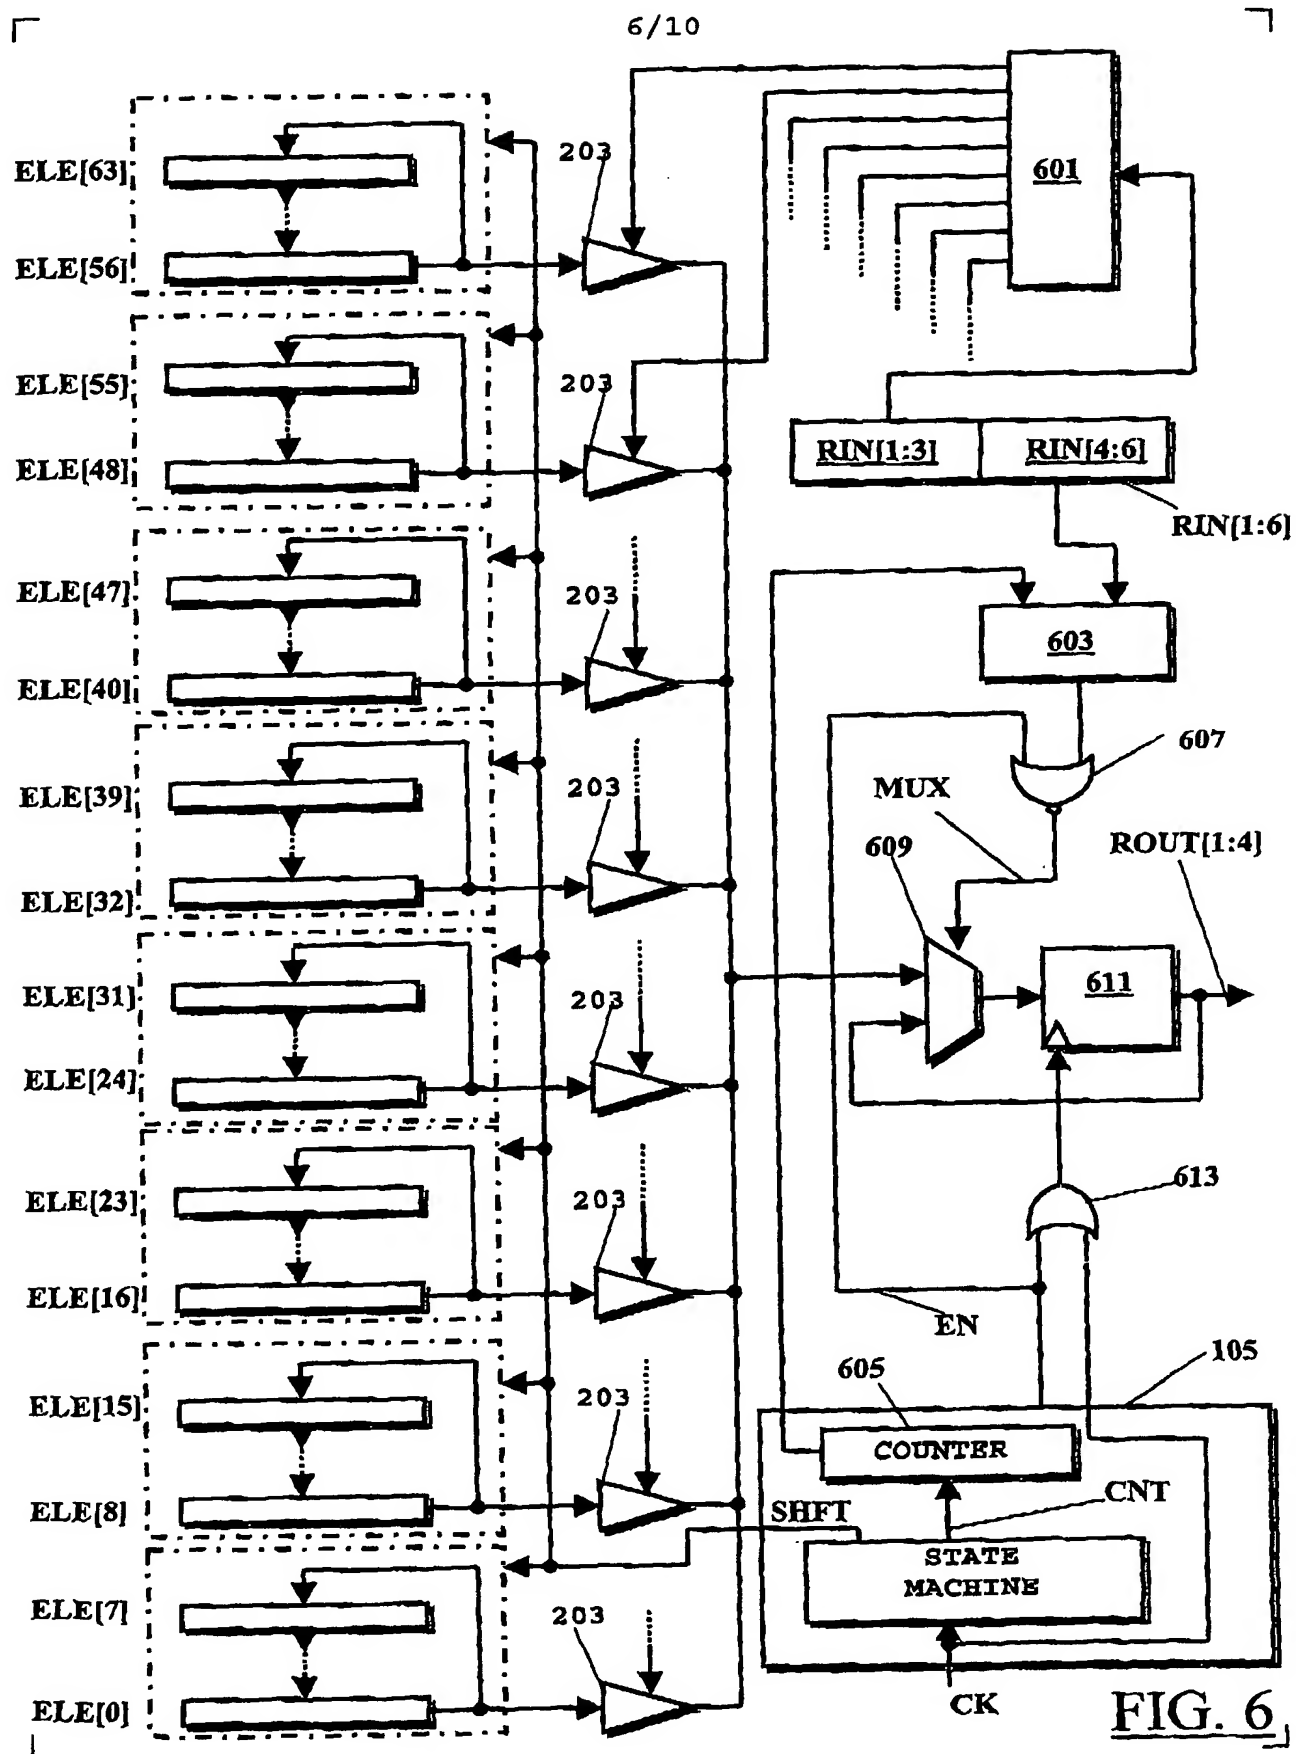 6/10
ELE[63]
ELE[56]
203
601
ELE[55]
ELE[48]
203
RIN[1:3]
RIN[4:6]
RIN[1:6]
ELE[47]
ELE[40]
203
603
607
ELE[39]
ELE[32]
203
MUX
609
ROUT[1:4]
ELE[31]
ELE[24]
203
611
ELE[23]
ELE[16]
203
613
EN
105
ELE[15]
ELE[8]
203
605
COUNTER
CNT
SHFT
STATE
MACHINE
ELE[7]
ELE[0]
203
CK
FIG. 6